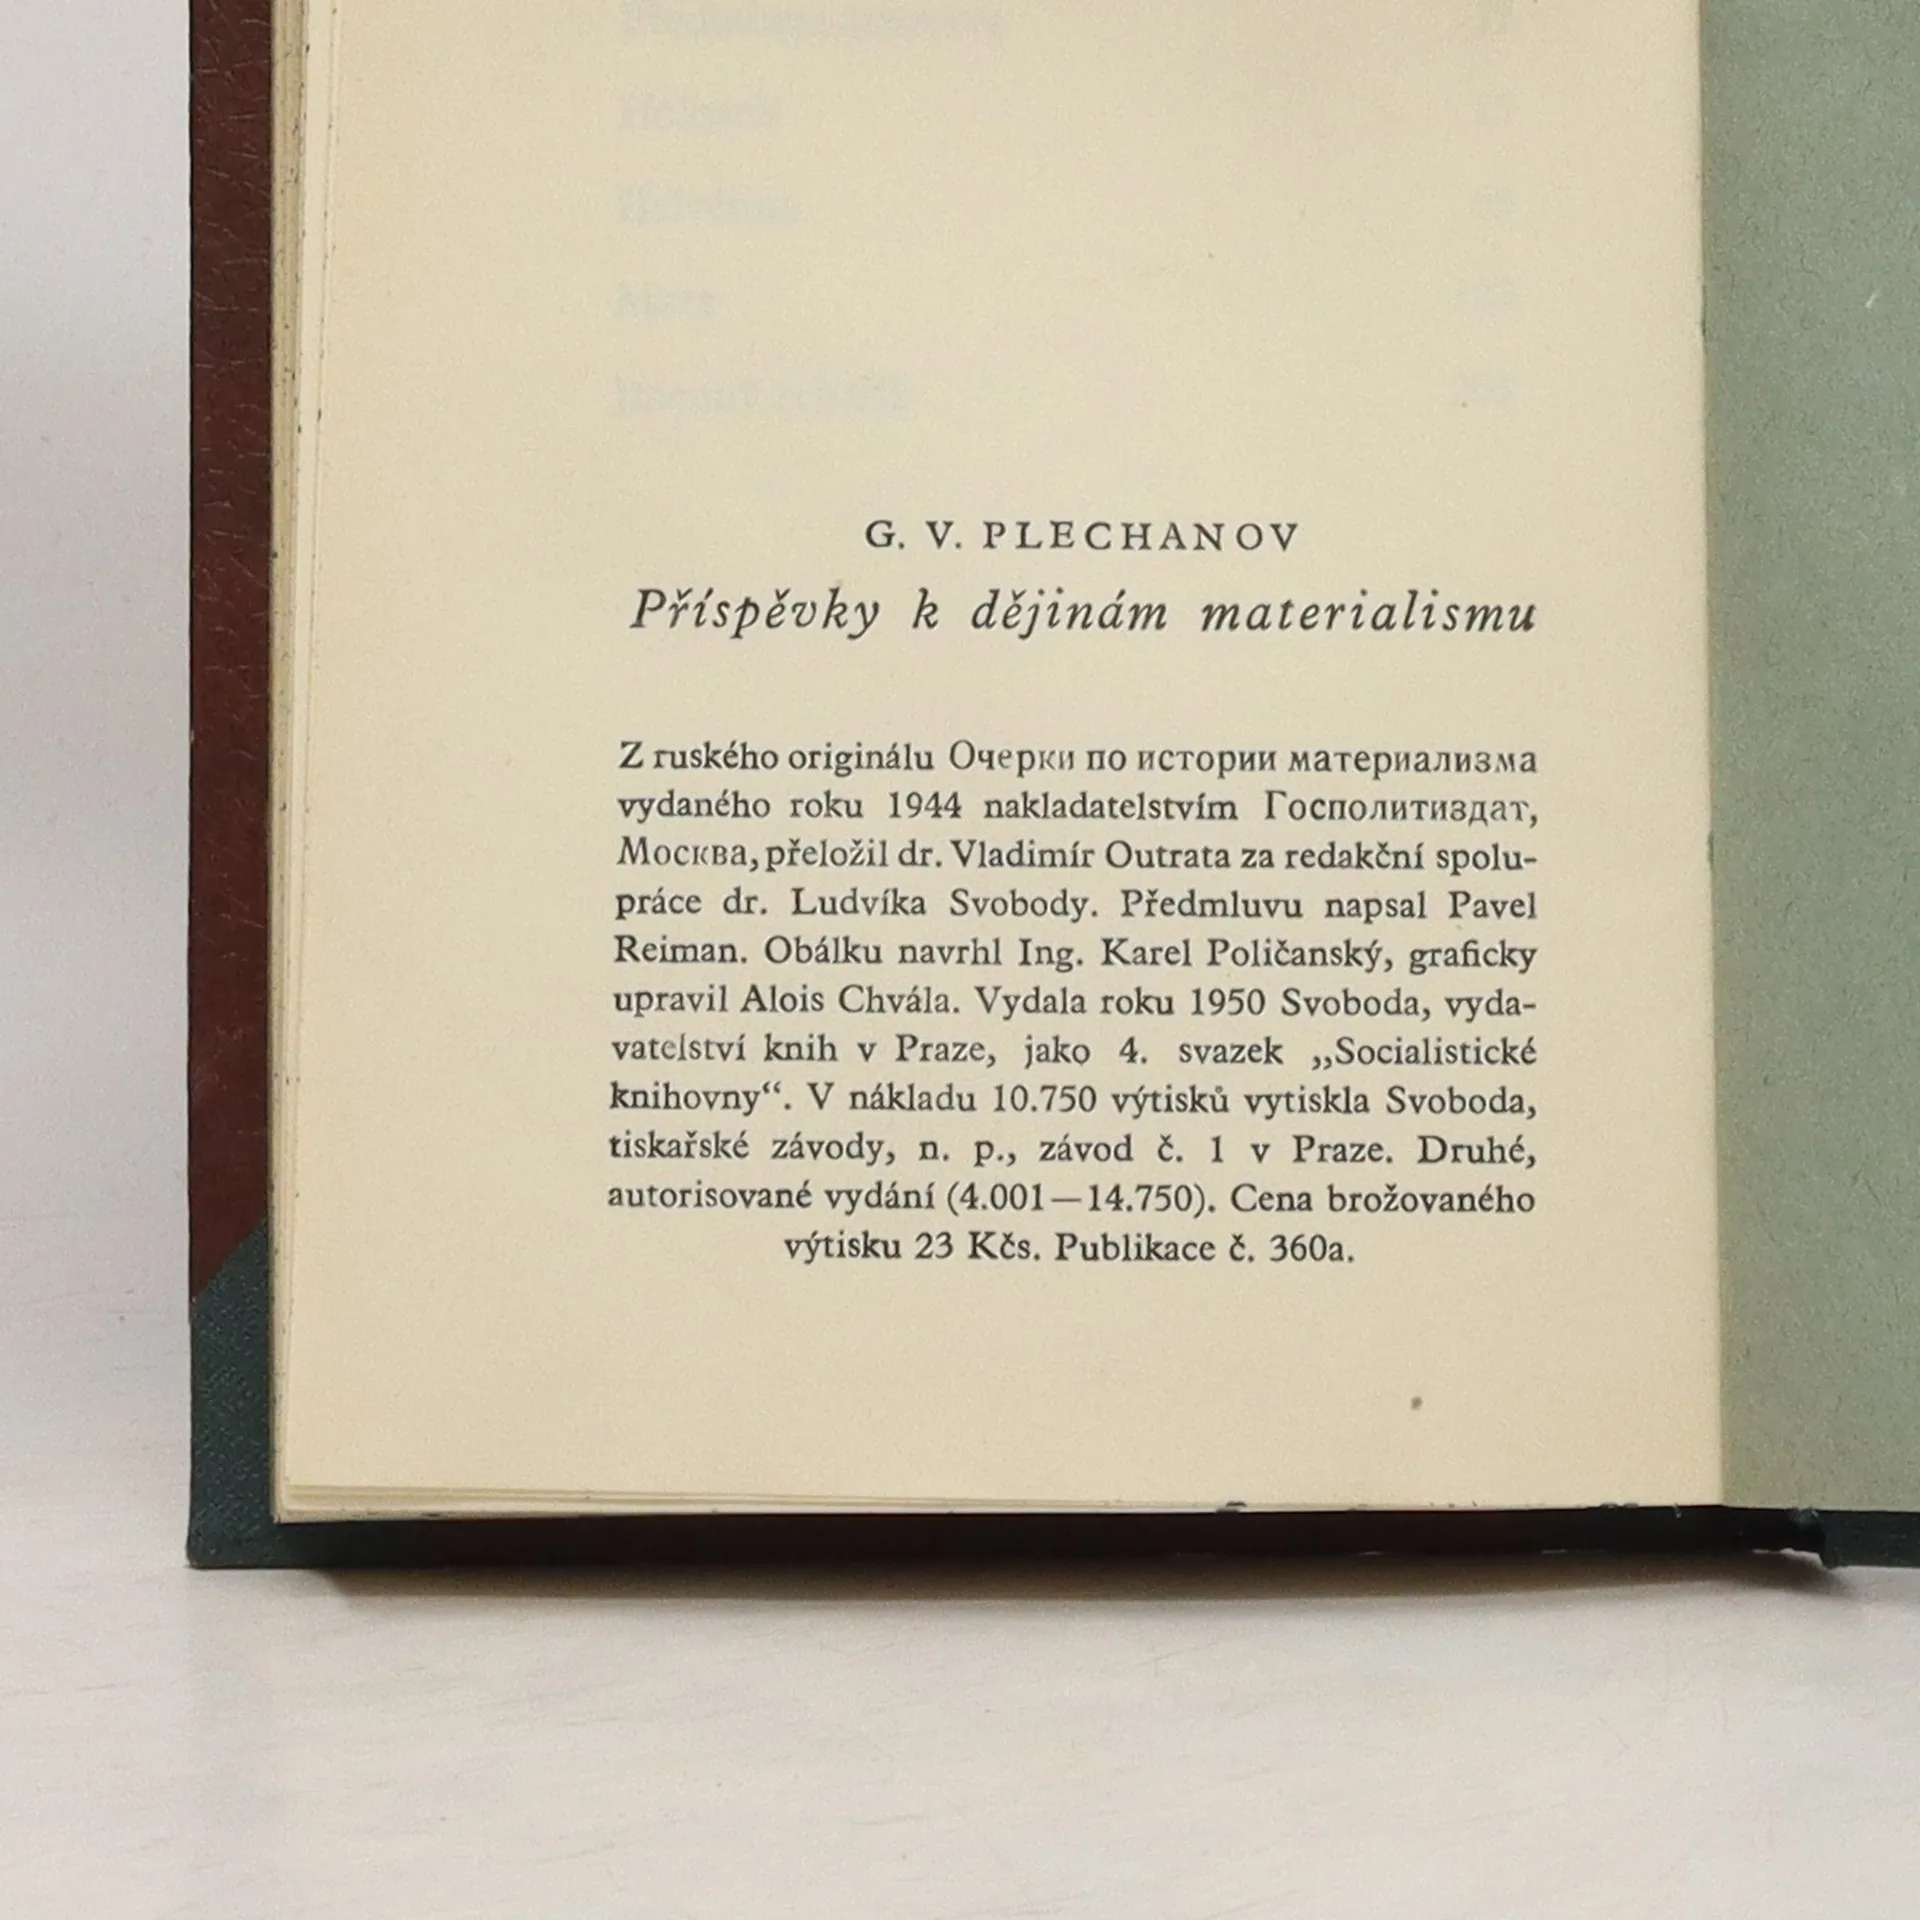 G. V. PLECHANOV
Příspěvky k dějinám materialismu
Z ruského originálu Очерки по истории материализма
vydaného roku 1944 nakladatelstvím Госполитиздат,
Москва, přeložil dr. Vladimír Outrata za redakční spolu-
práce dr. Ludvíka Svobody. Předmluvu napsal Pavel
Reiman. Obálku navrhl Ing. Karel Poličanský, graficky
upravil Alois Chvála. Vydala roku 1950 Svoboda, vyda-
vatelství knih v Praze, jako 4. svazek „Socialistické
knihovny“. V nákladu 10.750 výtisků vytiskla Svoboda,
tiskařské závody, n. p., závod č. 1 v Praze. Druhé,
autorisované vydání (4.001—14.750). Cena brožovaného
výtisku 23 Kčs. Publikace č. 360a.